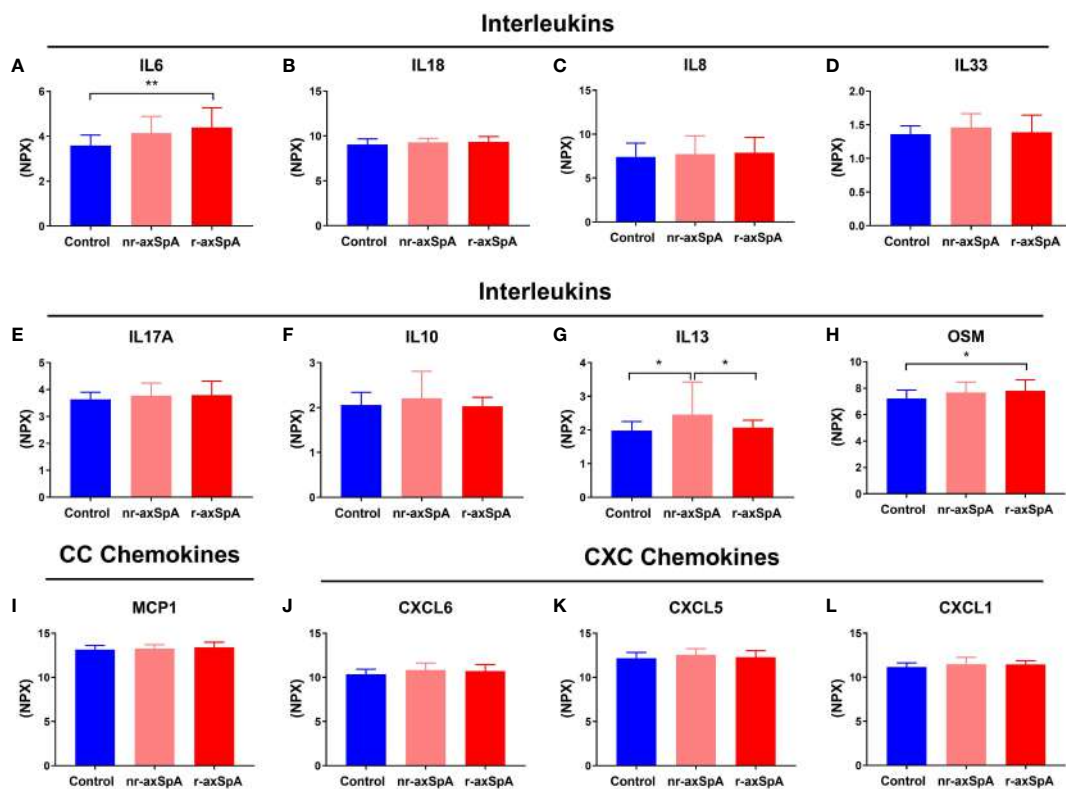 Interleukins
A IL6
B IL18
C IL8
D IL33
**
(NPX) 6 4 2 0
(NPX) 15 10 5 0
(NPX) 15 10 5 0
(NPX) 2.0 1.5 1.0 0.5 0.0
Control nr-axSpA r-axSpA
Control nr-axSpA r-axSpA
Control nr-axSpA r-axSpA
Control nr-axSpA r-axSpA
Interleukins
E IL17A
F IL10
G IL13
H OSM
* *
*
(NPX) 5 4 3 2 1 0
(NPX) 3 2 1 0
(NPX) 4 3 2 1 0
(NPX) 10 8 6 4 2 0
Control nr-axSpA r-axSpA
Control nr-axSpA r-axSpA
Control nr-axSpA r-axSpA
Control nr-axSpA r-axSpA
CC Chemokines
CXC Chemokines
I MCP1
J CXCL6
K CXCL5
L CXCL1
(NPX) 15 10 5 0
(NPX) 15 10 5 0
(NPX) 15 10 5 0
(NPX) 15 10 5 0
Control nr-axSpA r-axSpA
Control nr-axSpA r-axSpA
Control nr-axSpA r-axSpA
Control nr-axSpA r-axSpA